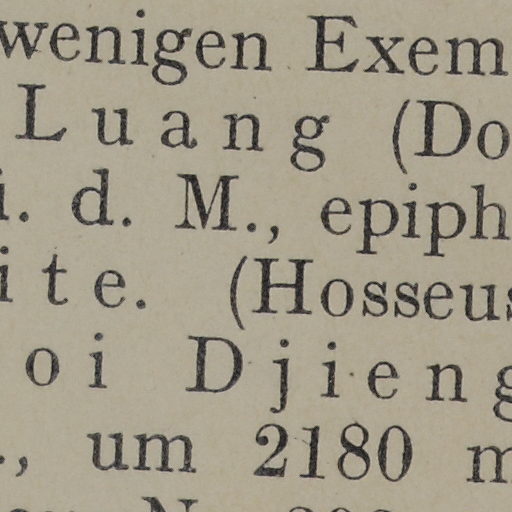 wenigen Exem
Luang (Do
i. d. M., epiph
ite. (Hosseus
oi Djieng
., um 2180 m